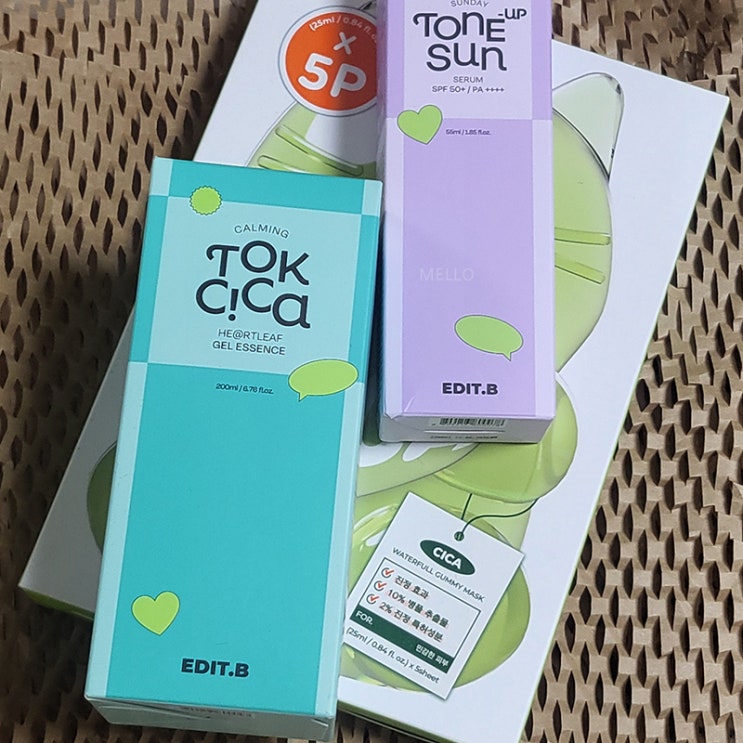 (25ml / 0.84 fl.o
X
5P
SUNDAY
TONE-UP
SUN
SERUM
SPF 50+ / PA ++++
55ml / 1.85 fl.oz.
MELLO
EDIT.B
CALMING
TOK
CiCa
HE@RTLEAF
GEL ESSENCE
200ml / 6.76 fl.oz.
EDIT.B
CICA
WATERFULL GUMMY MASK
진정 효과
10% 병풀 추출물
2% 진정 특허성분
FOR.
민감한 피부
(25ml / 0.84 fl.oz.) x 5sheet